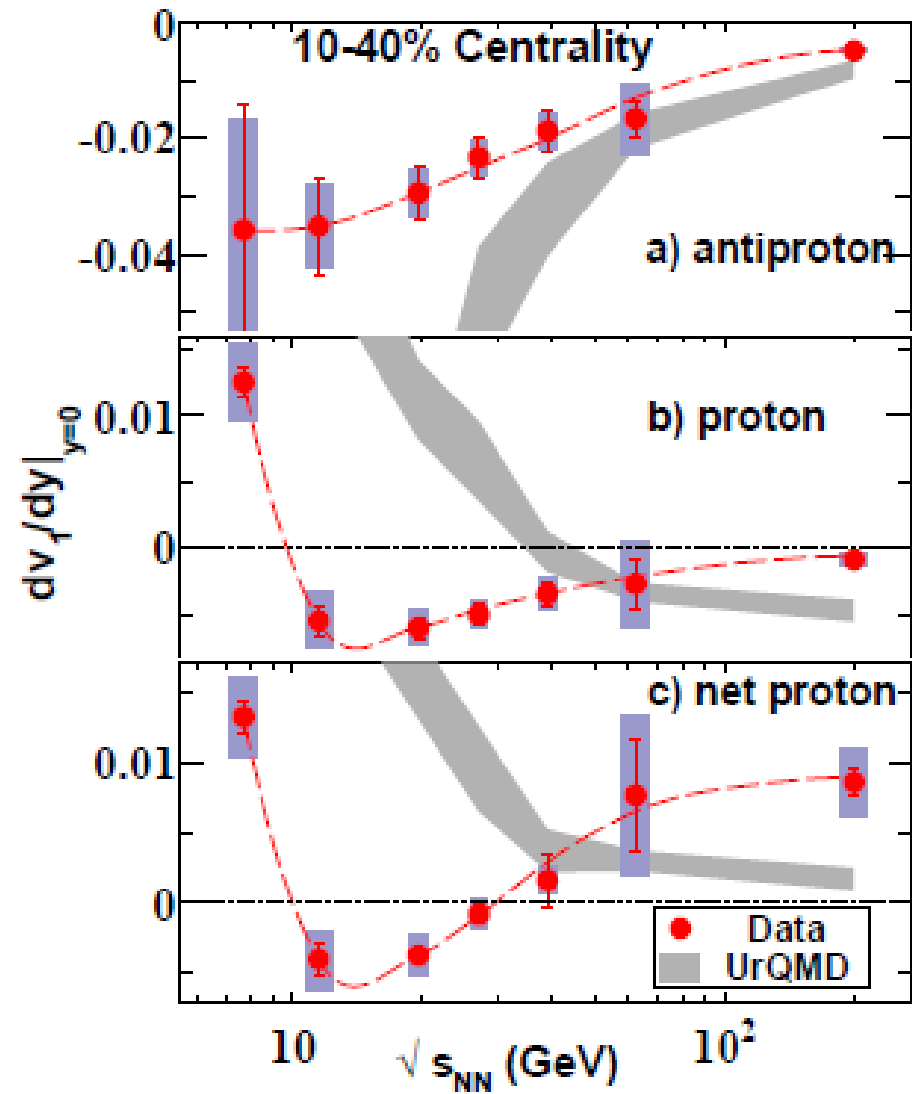 0
10-40% Centrality
-0.02
-0.04
a) antiproton
0.01
b) proton
0
dv1/dy|y=0
c) net proton
0.01
0
Data
UrQMD
10
10²
√ sNN (GeV)